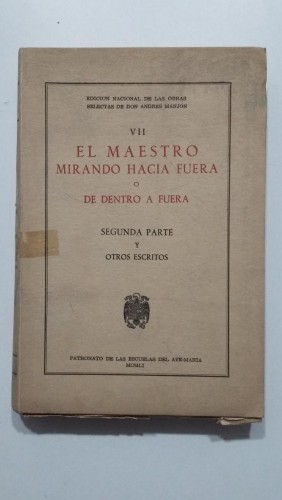 EDICION NACIONAL DE LAS OBRAS
SELECTAS DE DON ANDRES MANJON
VII
EL MAESTRO
MIRANDO HACIA FUERA
O
DE DENTRO A FUERA
SEGUNDA PARTE
Y
OTROS ESCRITOS
PATRONATO DE LAS ESCUELAS DEL AVE-MARIA
MCMLI